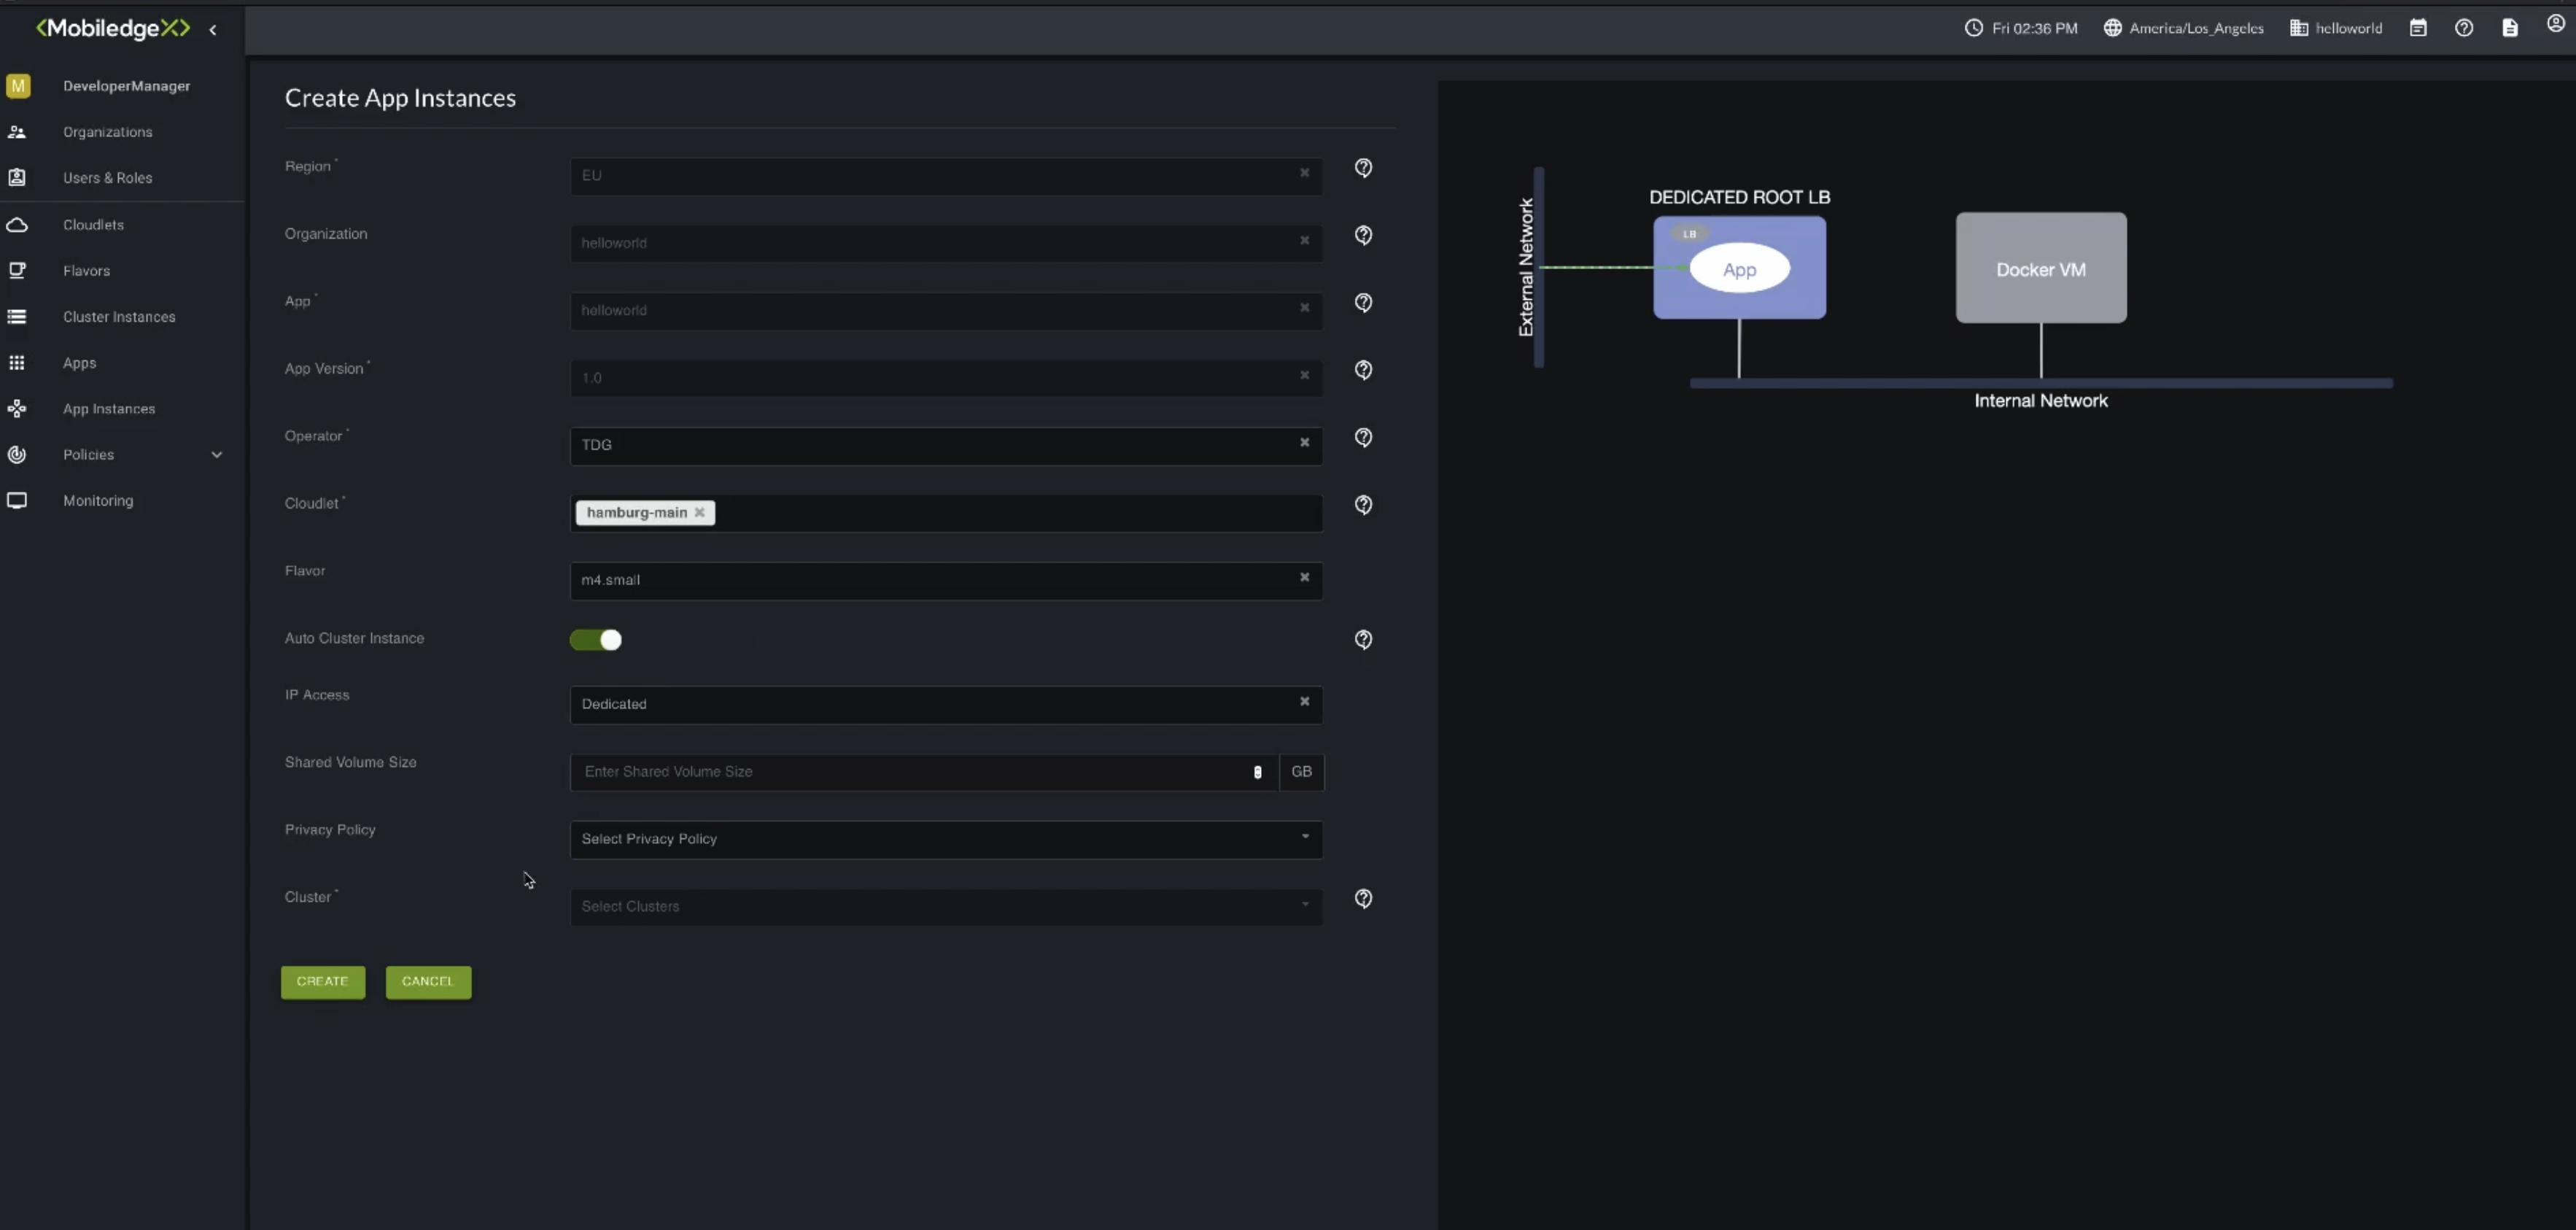 <MobiledgeX>
Fri 02:36 PM
America/Los_Angeles
helloworld
M
DeveloperManager
Organizations
Users & Roles
Cloudlets
Flavors
Cluster Instances
Apps
App Instances
Policies
Monitoring
Create App Instances
Region *
EU
Organization
helloworld
App *
helloworld
App Version *
1.0
Operator *
TDG
Cloudlet *
hamburg-main
Flavor
m4.small
Auto Cluster Instance
IP Access
Dedicated
Shared Volume Size
Enter Shared Volume Size
GB
Privacy Policy
Select Privacy Policy
Cluster *
Select Clusters
CREATE
CANCEL
External Network
DEDICATED ROOT LB
LB
App
Docker VM
Internal Network